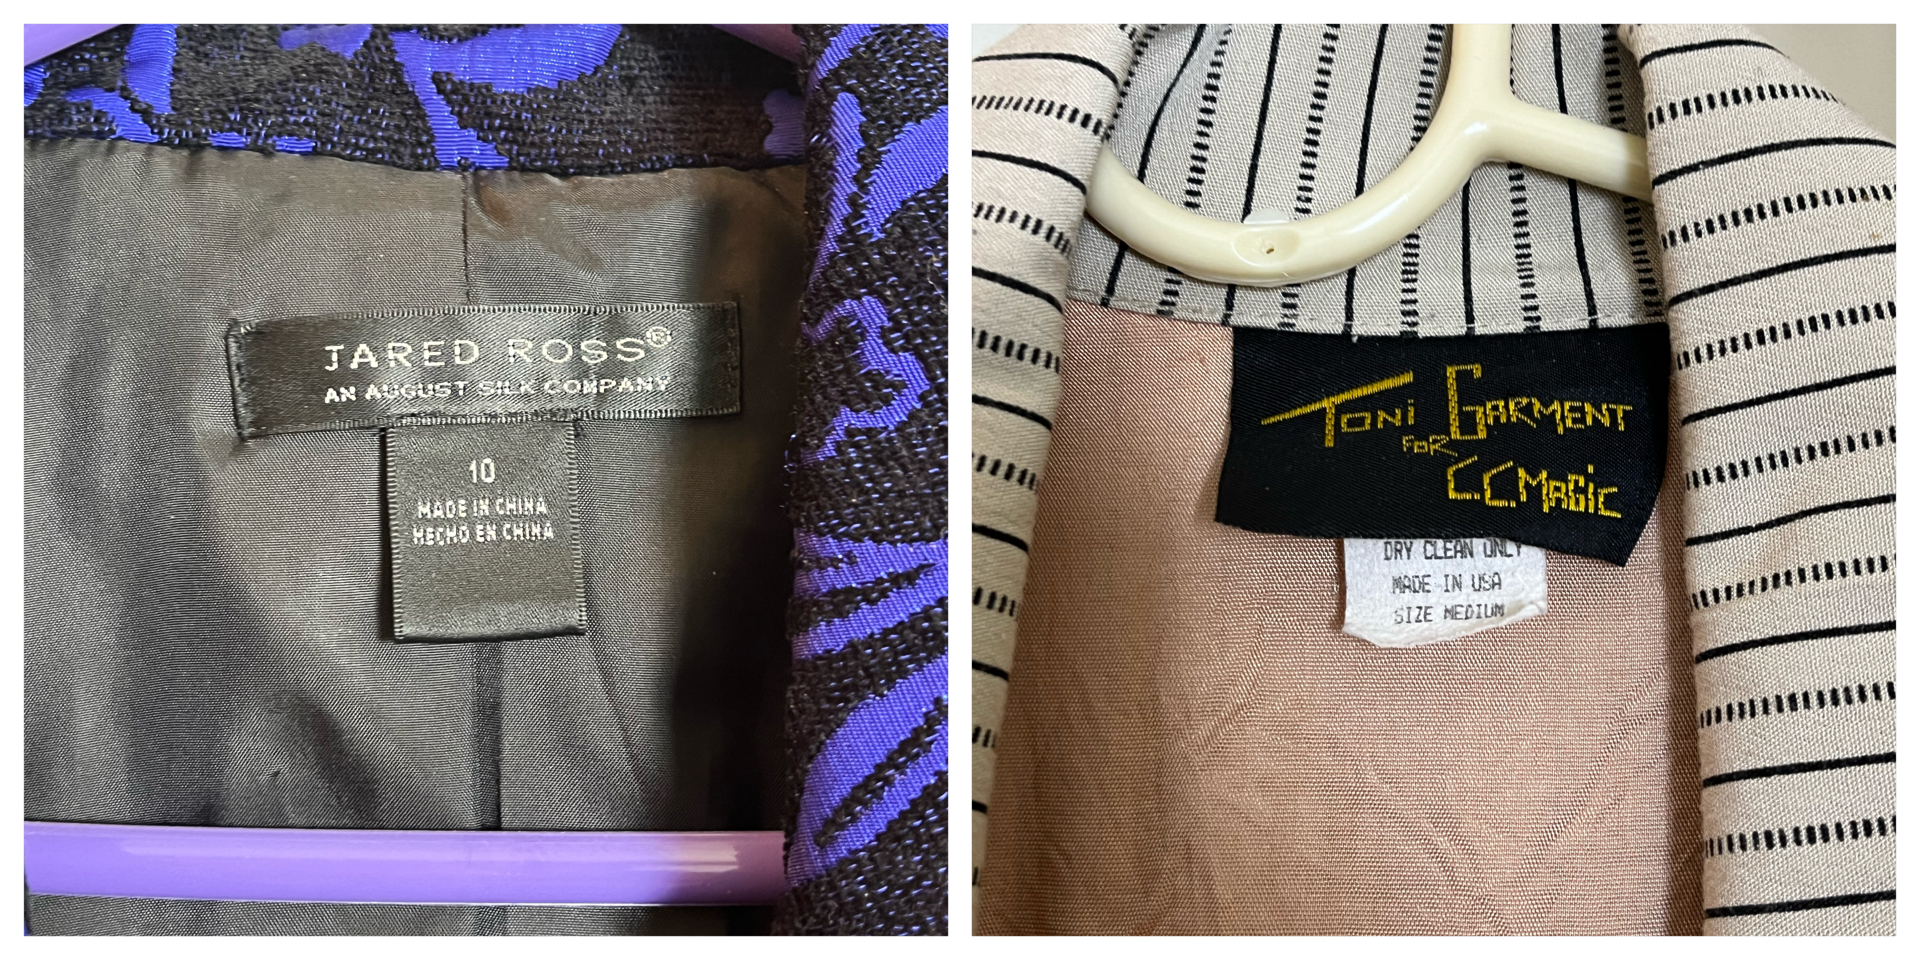 JARED ROSS®
AN AUGUST SILK COMPANY
10
MADE IN CHINA
HECHO EN CHINA
TONi GARMENT
FOR
CCMAGiC
DRY CLEAN ONLY
MADE IN USA
SIZE MEDIUM